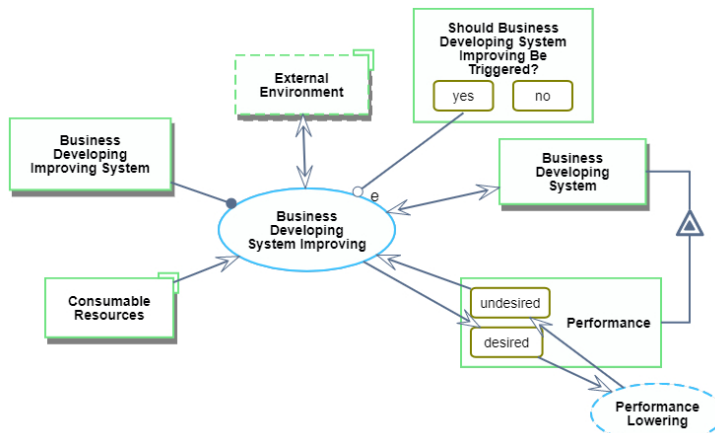 Should Business
Developing System
Improving Be
Triggered?
yes
no
External
Environment
Business
Developing
Improving System
Business
Developing
System
e
Business
Developing
System Improving
Consumable
Resources
undesired
Performance
desired
Performance
Lowering